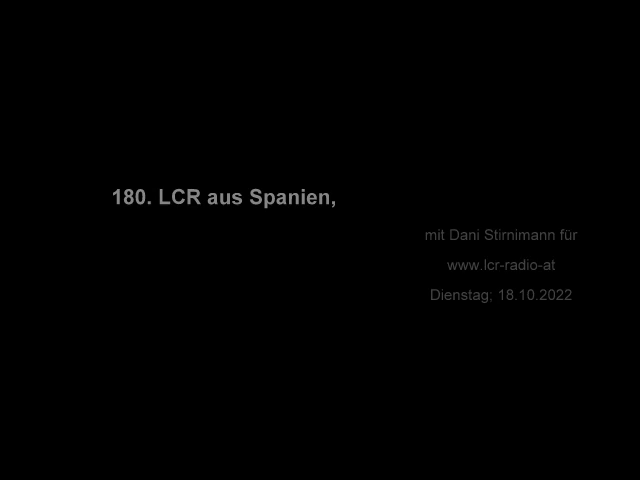 180. LCR aus Spanien,
mit Dani Stirnimann für
www.lcr-radio-at
Dienstag; 18.10.2022